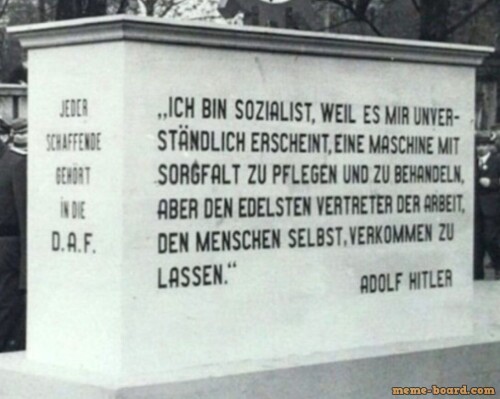 JEDER
SCHAFFENDE
GEHÖRT
IN DIE
D.A.F.
„ICH BIN SOZIALIST, WEIL ES MIR UNVER-
STÄNDLICH ERSCHEINT, EINE MASCHINE MIT
SORGFALT ZU PFLEGEN UND ZU BEHANDELN,
ABER DEN EDELSTEN VERTRETER DER ARBEIT,
DEN MENSCHEN SELBST, VERKOMMEN ZU
LASSEN.“
ADOLF HITLER
meme-board.com